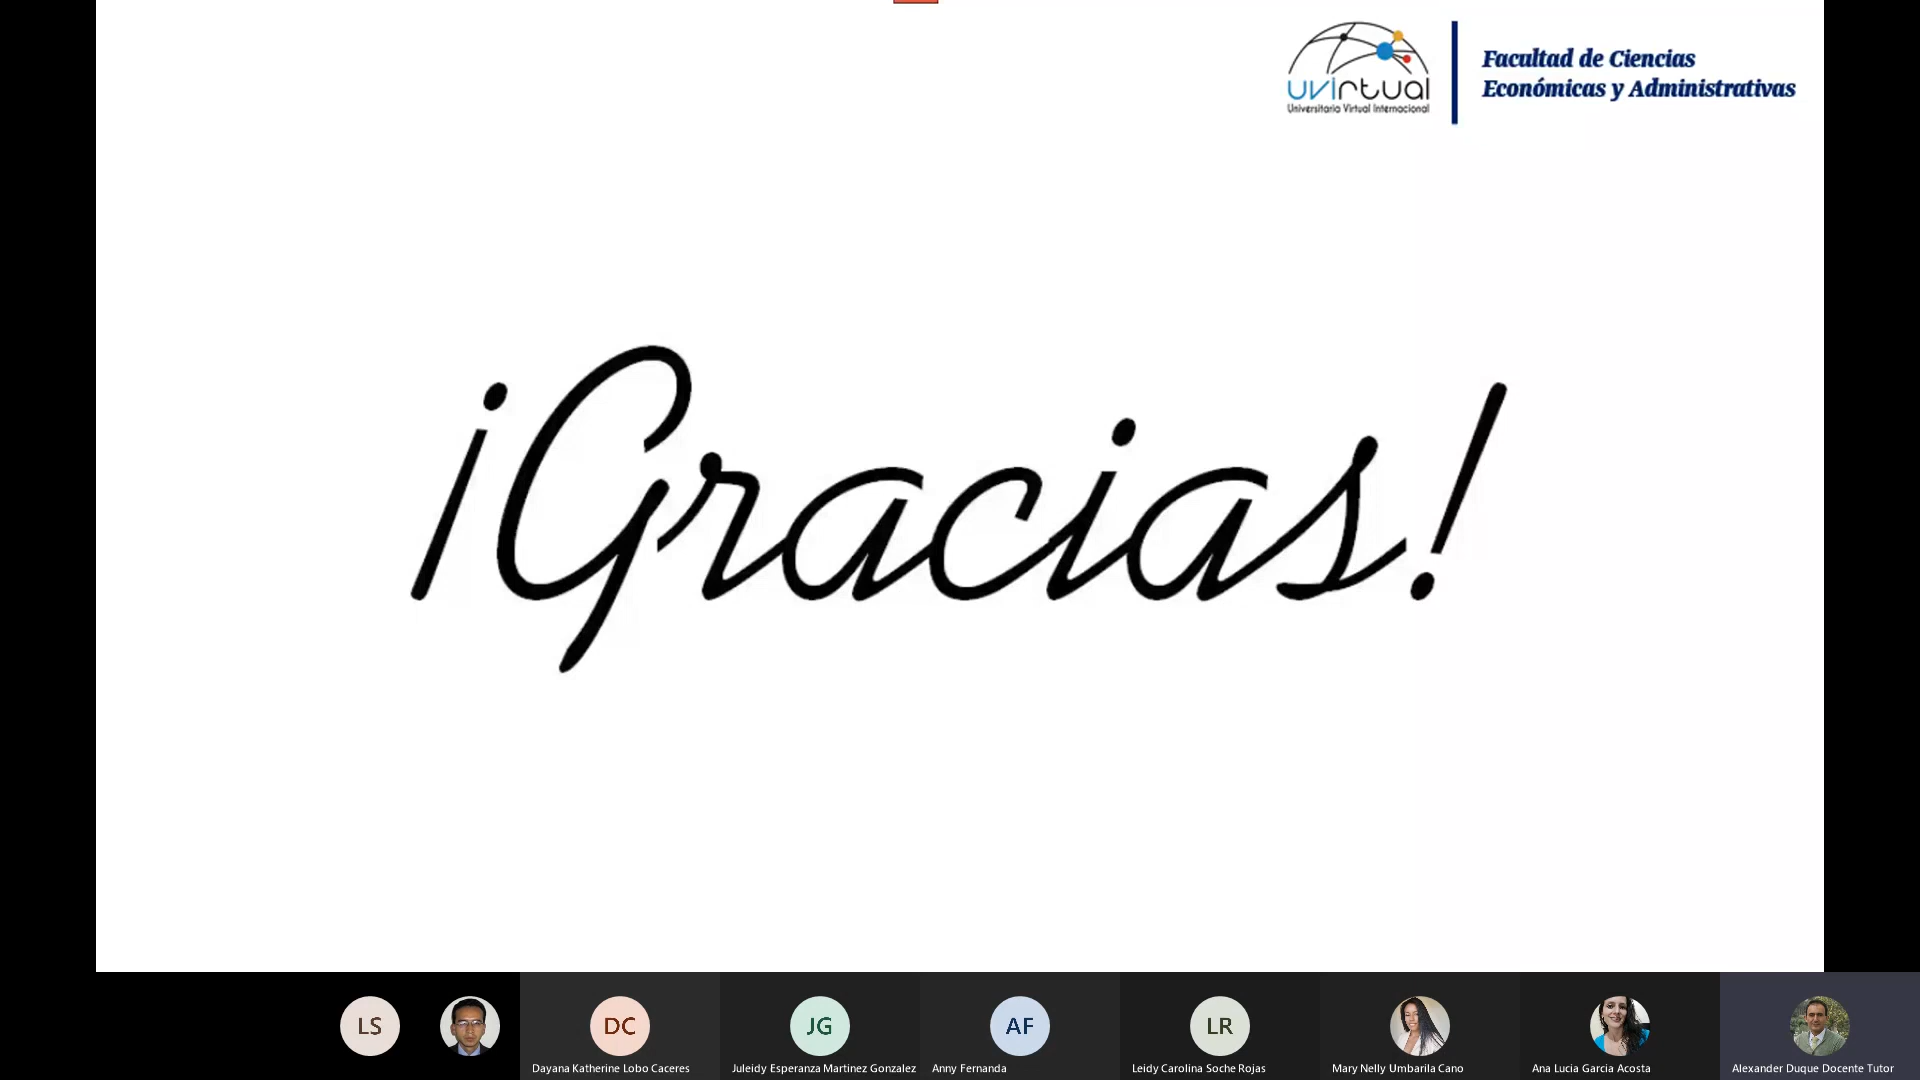 uvirtual
Universitaria Virtual Internacional
Facultad de Ciencias
Económicas y Administrativas
¡Gracias!
LS
DC
JG
AF
LR
Dayana Katherine Lobo Caceres
Juleidy Esperanza Martinez Gonzalez
Anny Fernanda
Leidy Carolina Soche Rojas
Mary Nelly Umbarila Cano
Ana Lucia Garcia Acosta
Alexander Duque Docente Tutor